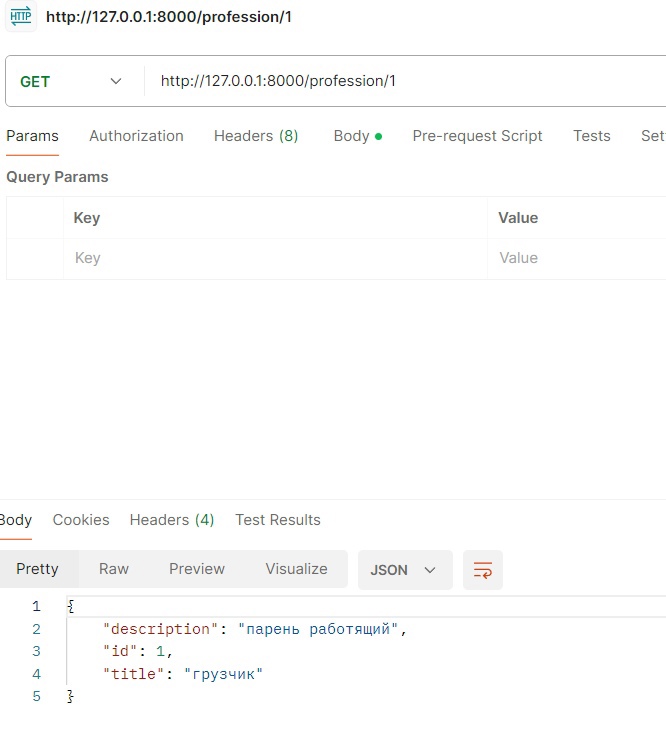 HTTP http://127.0.0.1:8000/profession/1
GET http://127.0.0.1:8000/profession/1
Params Authorization Headers (8) Body Pre-request Script Tests Set
Query Params
Key Value
Key Value
Body Cookies Headers (4) Test Results
Pretty Raw Preview Visualize JSON
1 {
2 "description": "парень работящий",
3 "id": 1,
4 "title": "грузчик"
5 }